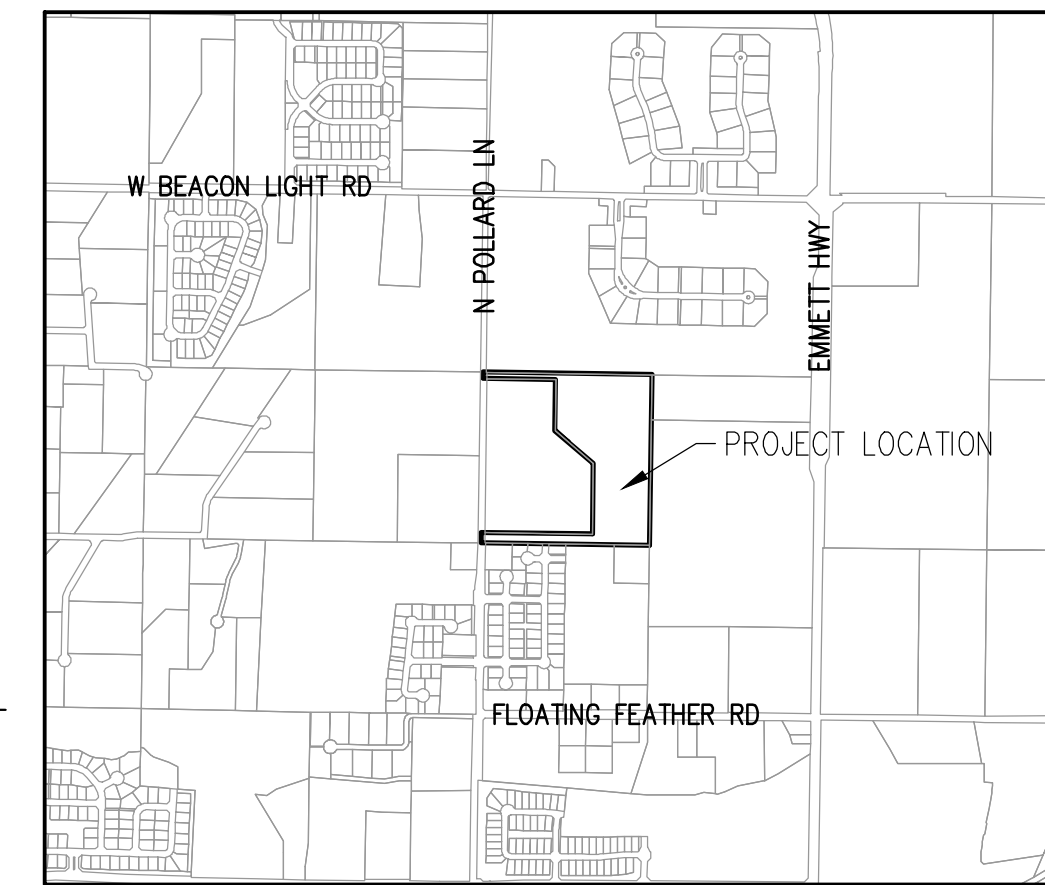 W BEACON LIGHT RD
N POLLARD LN
EMMETT HWY
PROJECT LOCATION
FLOATING FEATHER RD